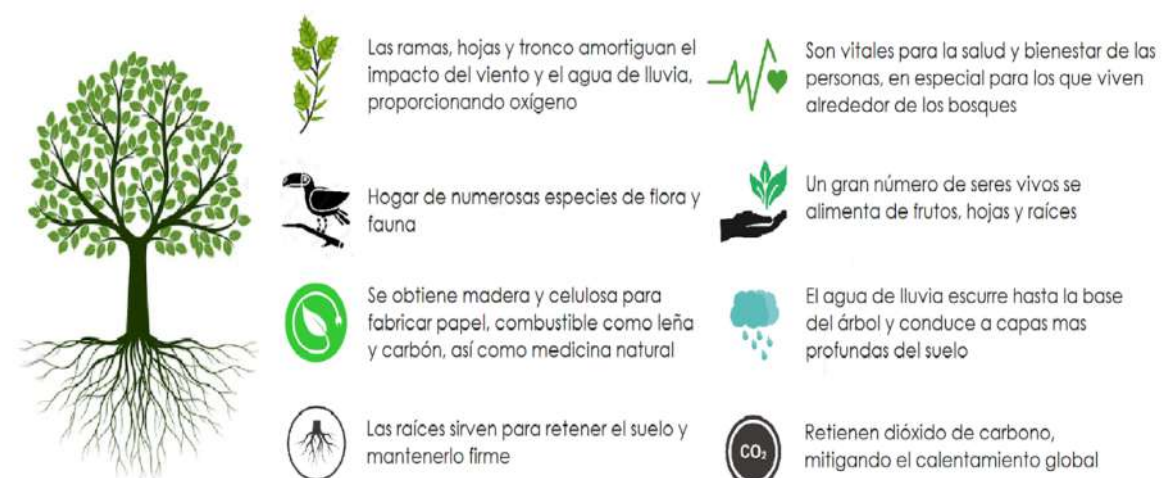 Las ramas, hojas y tronco amortiguan el
impacto del viento y el agua de lluvia,
proporcionando oxígeno
Hogar de numerosas especies de flora y
fauna
Se obtiene madera y celulosa para
fabricar papel, combustible como leña
y carbón, así como medicina natural
Las raíces sirven para retener el suelo y
mantenerlo firme
Son vitales para la salud y bienestar de las
personas, en especial para los que viven
alrededor de los bosques
Un gran número de seres vivos se
alimenta de frutos, hojas y raíces
El agua de lluvia escurre hasta la base
del árbol y conduce a capas mas
profundas del suelo
CO₂
Retienen dióxido de carbono,
mitigando el calentamiento global